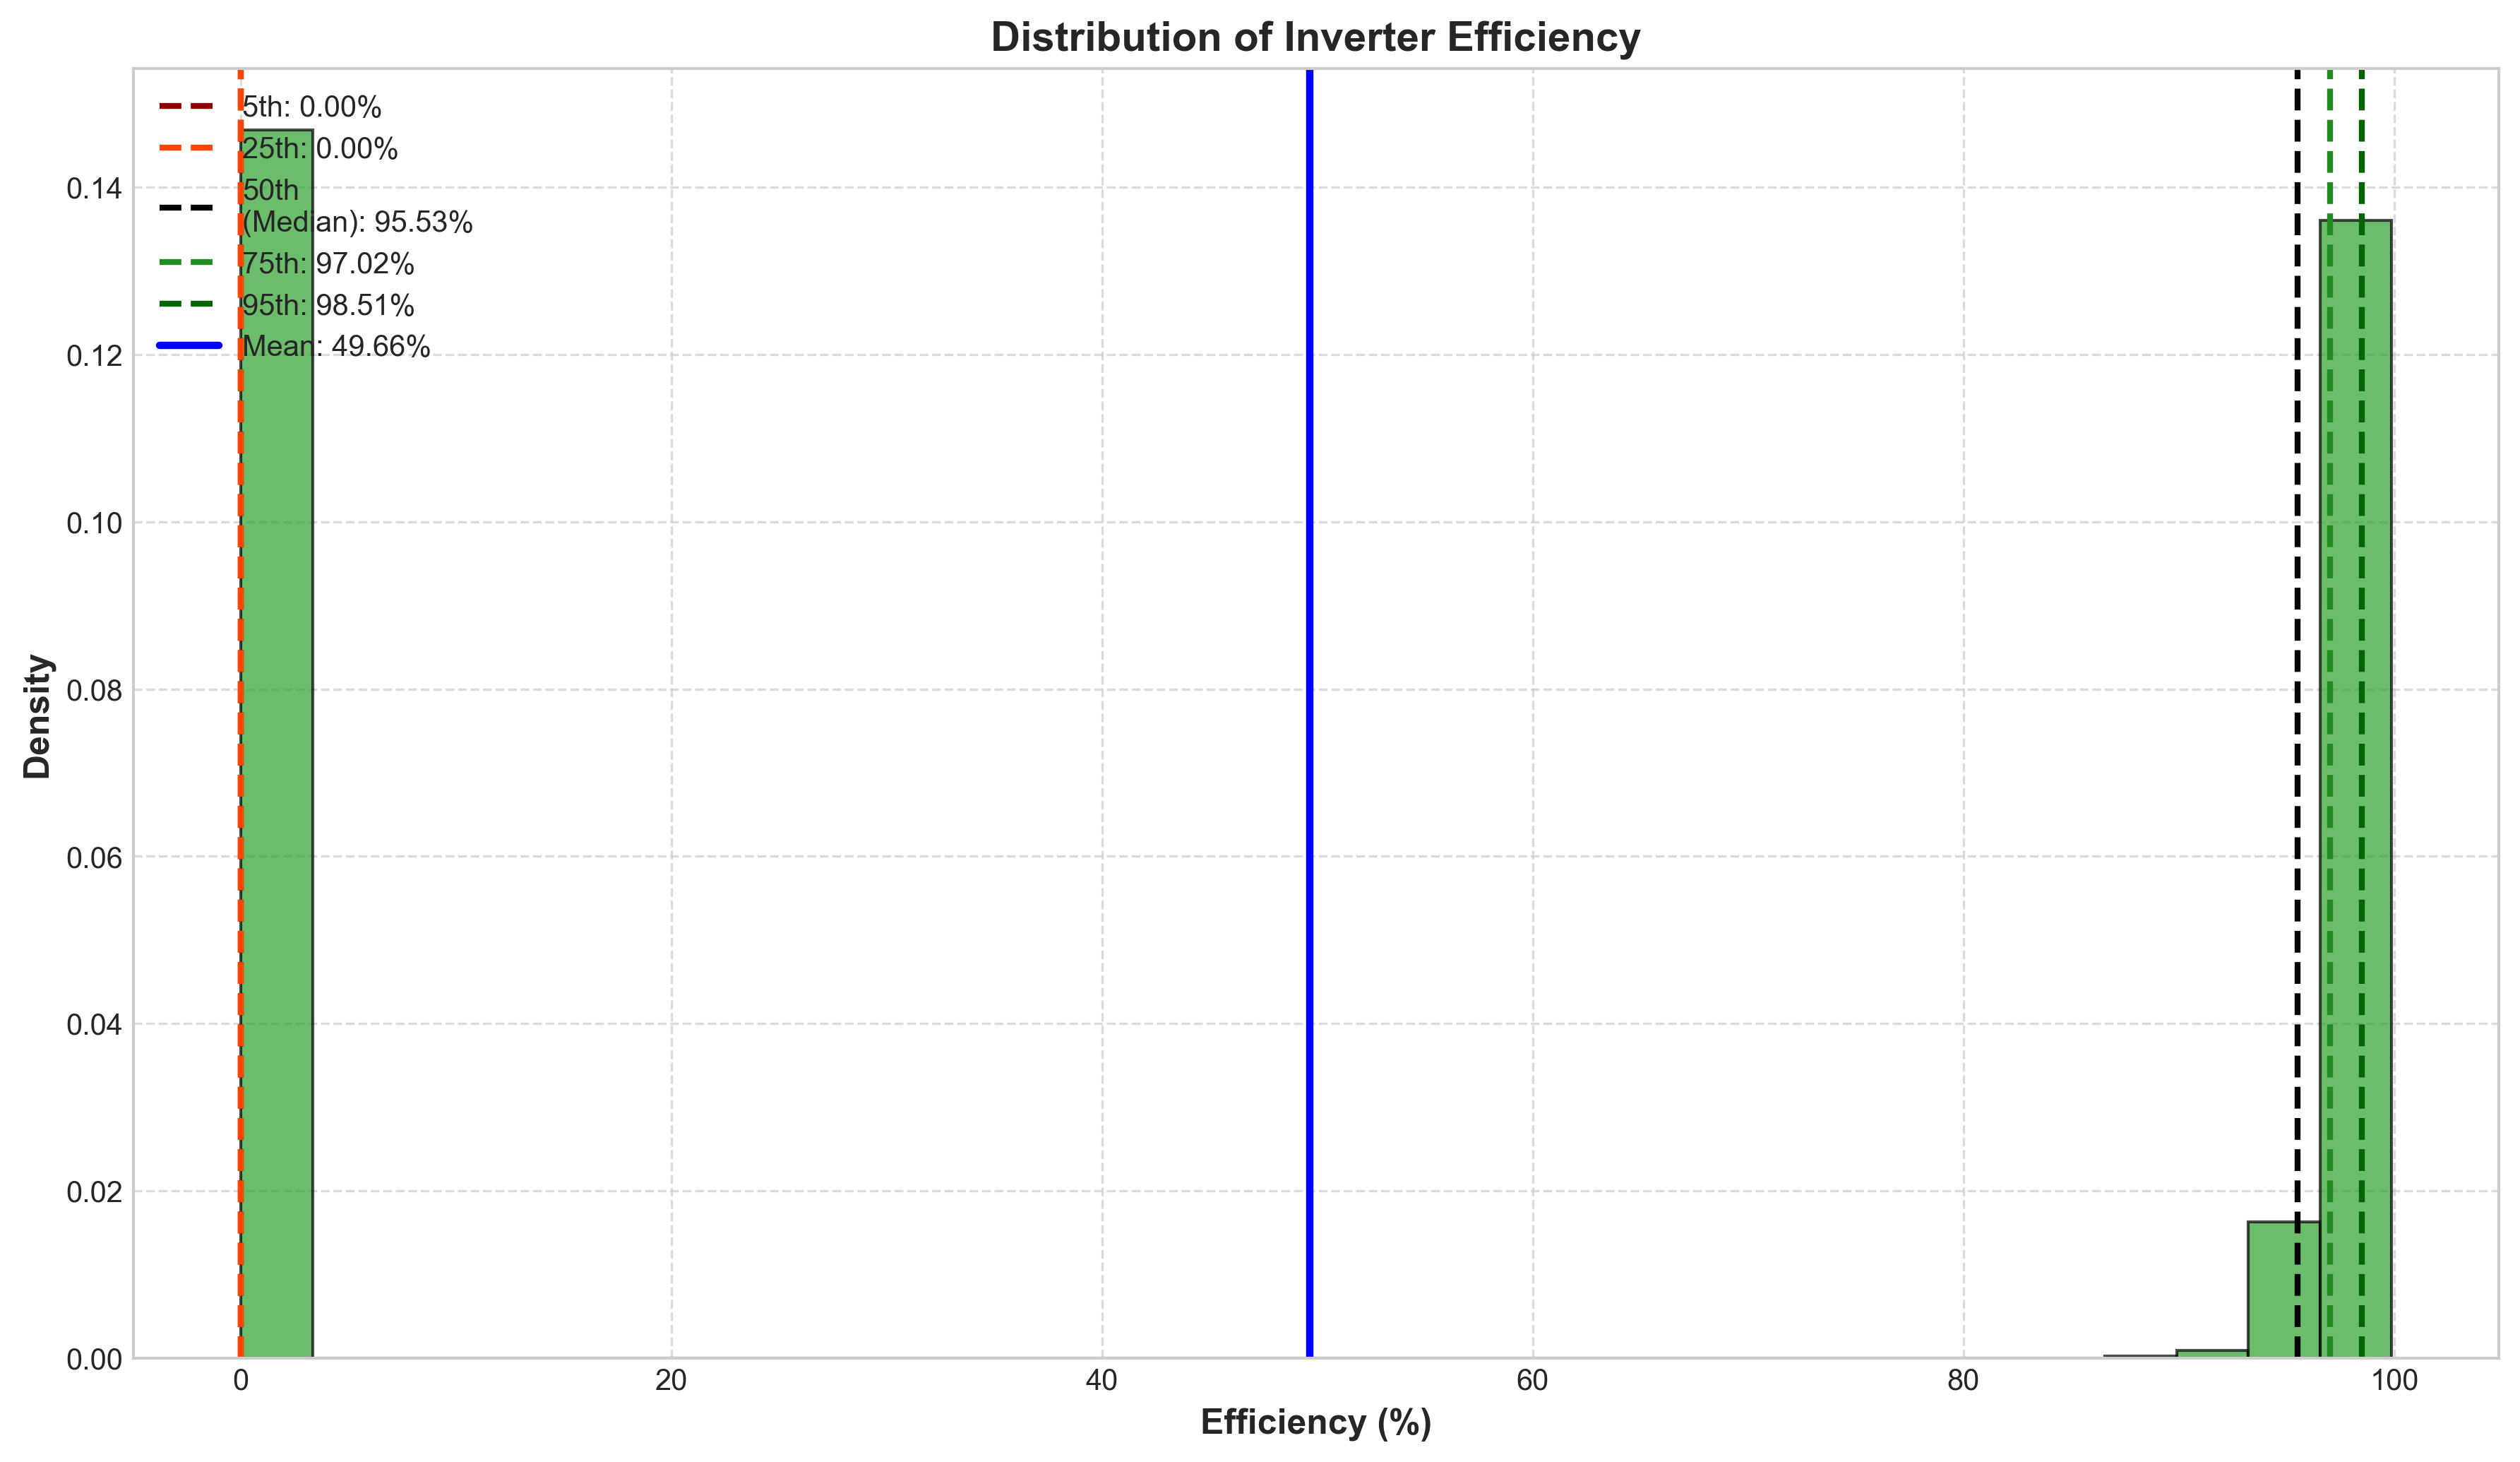 Distribution of Inverter Efficiency
5th: 0.00%
25th: 0.00%
50th
(Median): 95.53%
75th: 97.02%
95th: 98.51%
Mean: 49.66%
0.14
0.12
0.10
0.08
0.06
0.04
0.02
0.00
Density
0 20 40 60 80 100
Efficiency (%)